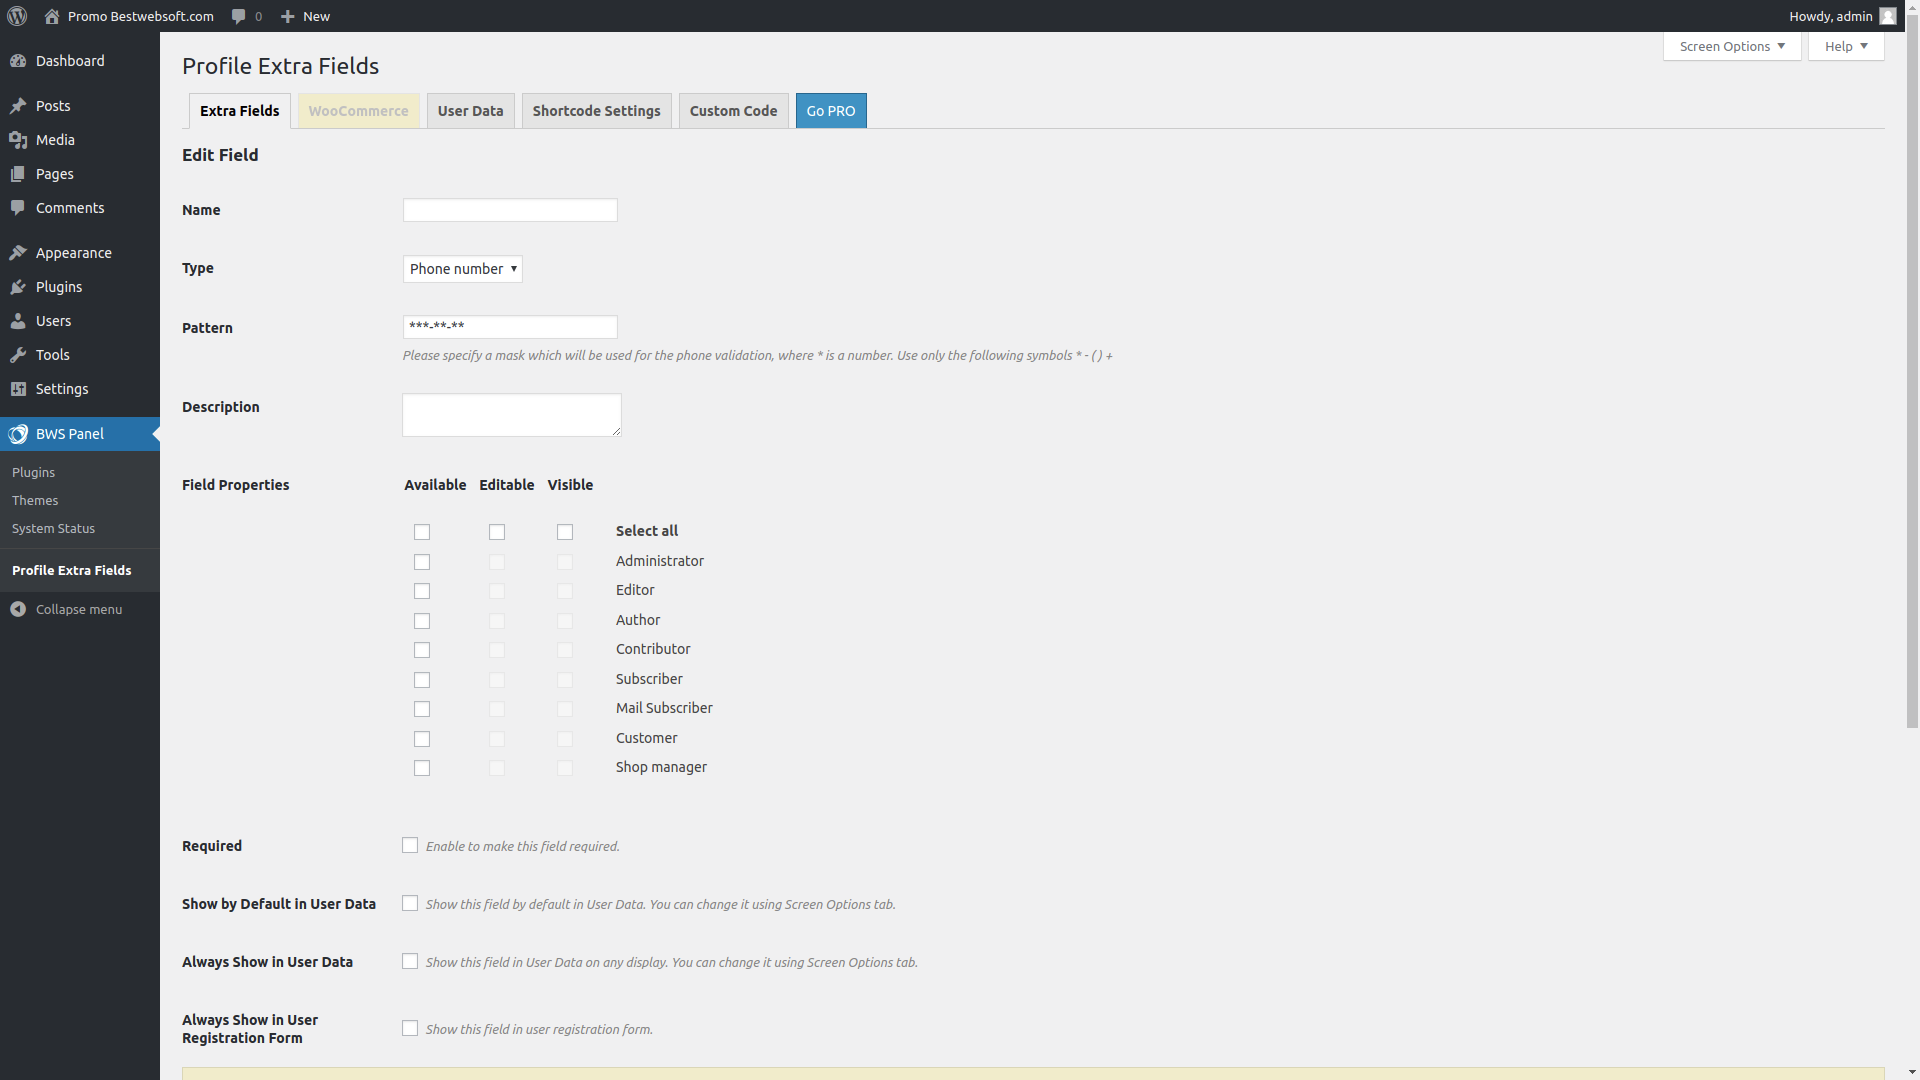 Promo Bestwebsoft.com 0 New Howdy, admin
Screen Options Help
Dashboard
Posts
Media
Pages
Comments
Appearance
Plugins
Users
Tools
Settings
BWS Panel
Plugins
Themes
System Status
Profile Extra Fields
Collapse menu
Profile Extra Fields
Extra Fields WooCommerce User Data Shortcode Settings Custom Code Go PRO
Edit Field
Name
Type Phone number
Pattern ***-**-**
Please specify a mask which will be used for the phone validation, where * is a number. Use only the following symbols * - ( ) +
Description
Field Properties Available Editable Visible
Select all
Administrator
Editor
Author
Contributor
Subscriber
Mail Subscriber
Customer
Shop manager
Required Enable to make this field required.
Show by Default in User Data Show this field by default in User Data. You can change it using Screen Options tab.
Always Show in User Data Show this field in User Data on any display. You can change it using Screen Options tab.
Always Show in User
Registration Form Show this field in user registration form.